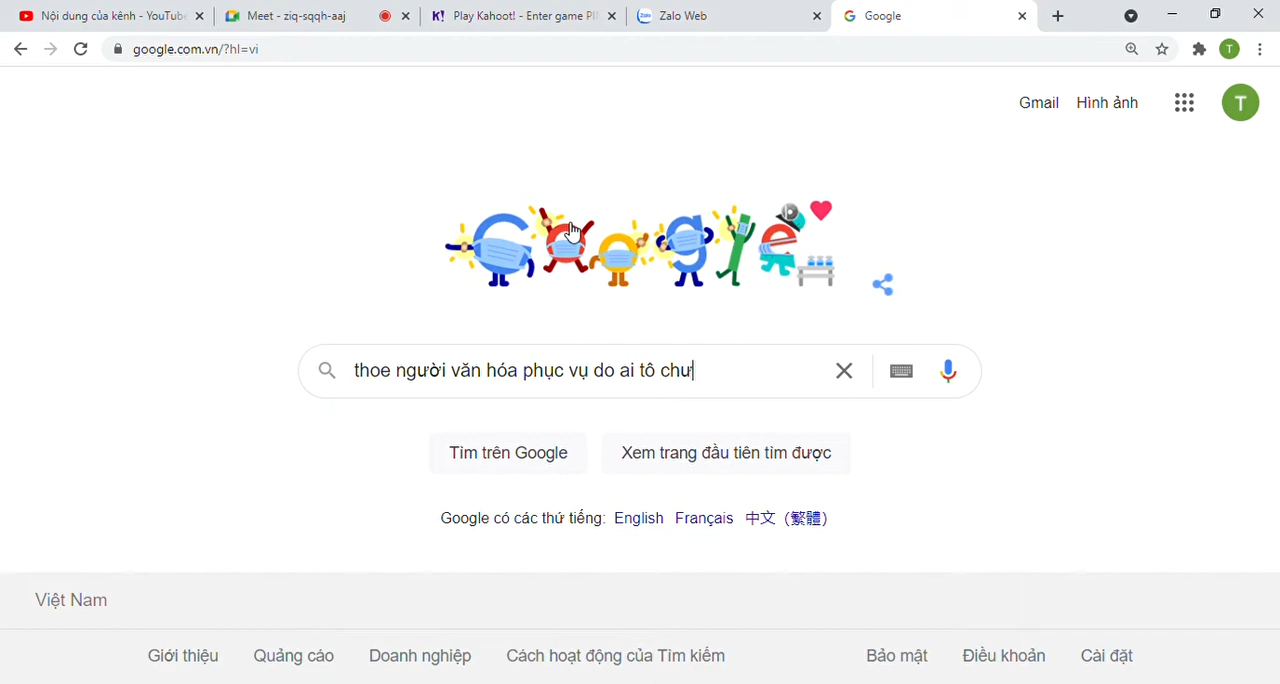 Nội dung của kênh - YouTube
Meet - ziq-sqqh-aaj
K! Play Kahoot! - Enter game PI
Zalo Web
Google
google.com.vn/?hl=vi
T
Gmail Hình ảnh
T
Google
thoe người văn hóa phục vụ do ai tô chư
Tìm trên Google Xem trang đầu tiên tìm được
Google có các thứ tiếng: English Français 中文 (繁體)
Việt Nam
Giới thiệu Quảng cáo Doanh nghiệp Cách hoạt động của Tìm kiếm Bảo mật Điều khoản Cài đặt